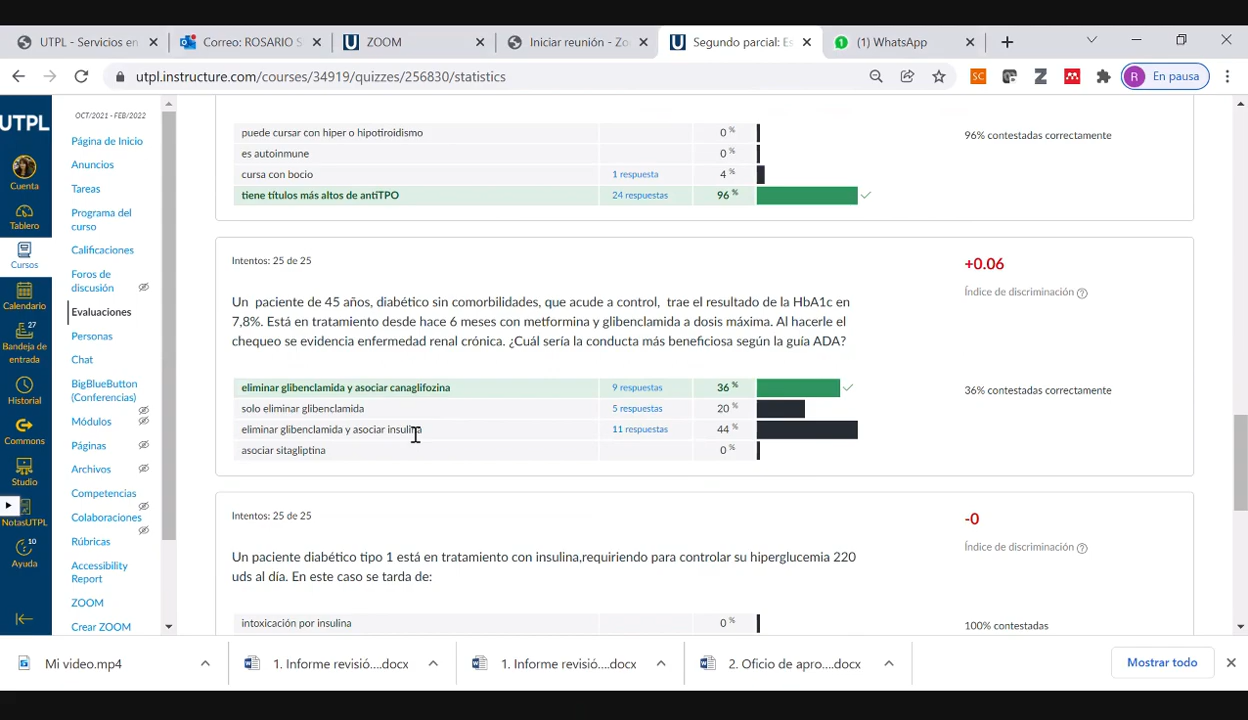 UTPL - Servicios en
Correo: ROSARIO S
ZOOM
Iniciar reunión - Zo
Segundo parcial: Es
(1) WhatsApp
utpl.instructure.com/courses/34919/quizzes/256830/statistics
SC
R En pausa
UTPL
Cuenta
Tablero
Cursos
Calendario
27
Bandeja de
entrada
Historial
Commons
Studio
NotasUTPL
10
Ayuda
OCT/2021 - FEB/2022
Página de Inicio
Anuncios
Tareas
Programa del
curso
Calificaciones
Foros de
discusión
Evaluaciones
Personas
Chat
BigBlueButton
(Conferencias)
Módulos
Páginas
Archivos
Competencias
Colaboraciones
Rúbricas
Accessibility
Report
ZOOM
Crear ZOOM
puede cursar con hiper o hipotiroidismo 0 %
es autoinmune 0 %
cursa con bocio 1 respuesta 4 %
tiene títulos más altos de antiTPO 24 respuestas 96 %
96% contestadas correctamente
Intentos: 25 de 25
+0.06
Índice de discriminación
Un paciente de 45 años, diabético sin comorbilidades, que acude a control, trae el resultado de la HbA1c en
7,8%. Está en tratamiento desde hace 6 meses con metformina y glibenclamida a dosis máxima. Al hacerle el
chequeo se evidencia enfermedad renal crónica. ¿Cuál sería la conducta más beneficiosa según la guía ADA?
eliminar glibenclamida y asociar canaglifozina 9 respuestas 36 %
solo eliminar glibenclamida 5 respuestas 20 %
eliminar glibenclamida y asociar insulina 11 respuestas 44 %
asociar sitagliptina 0 %
36% contestadas correctamente
Intentos: 25 de 25
-0
Índice de discriminación
Un paciente diabético tipo 1 está en tratamiento con insulina,requiriendo para controlar su hiperglucemia 220
uds al día. En este caso se tarda de:
intoxicación por insulina 0 %
100% contestadas
Mi video.mp4
1. Informe revisió....docx
1. Informe revisió....docx
2. Oficio de apro....docx
Mostrar todo